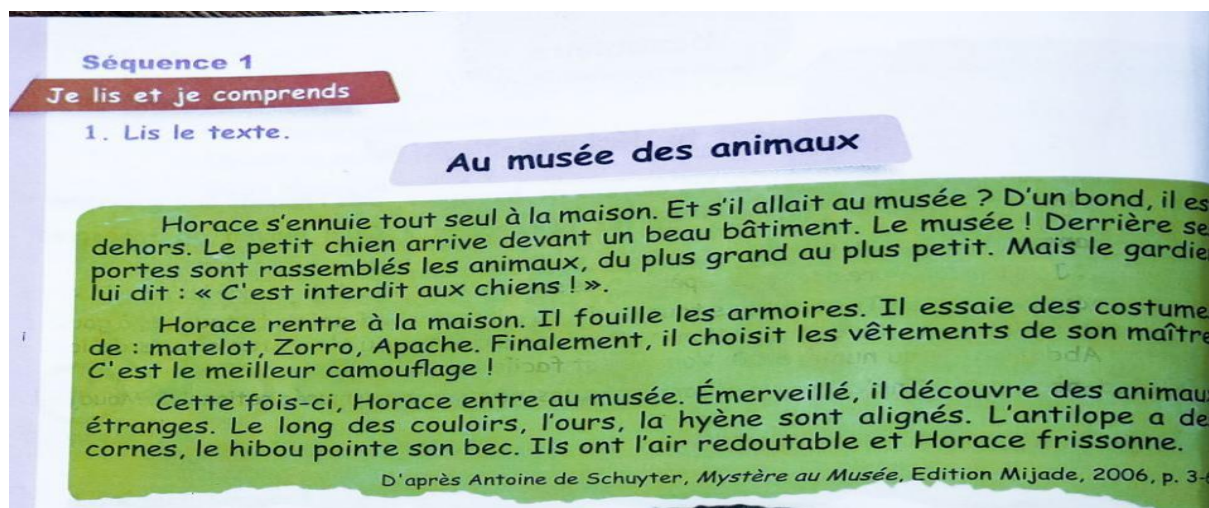 Séquence 1
Je lis et je comprends
1. Lis le texte.
Au musée des animaux
Horace s'ennuie tout seul à la maison. Et s'il allait au musée ? D'un bond, il es
dehors. Le petit chien arrive devant un beau bâtiment. Le musée ! Derrière se
portes sont rassemblés les animaux, du plus grand au plus petit. Mais le gardie
lui dit : « C'est interdit aux chiens ! ».
Horace rentre à la maison. Il fouille les armoires. Il essaie des costume
de : matelot, Zorro, Apache. Finalement, il choisit les vêtements de son maître
C'est le meilleur camouflage !
Cette fois-ci, Horace entre au musée. Émerveillé, il découvre des animau
étranges. Le long des couloirs, l'ours, la hyène sont alignés. L'antilope a de
cornes, le hibou pointe son bec. Ils ont l'air redoutable et Horace frissonne.
D'après Antoine de Schuyter, Mystère au Musée, Edition Mijade, 2006, p. 3-